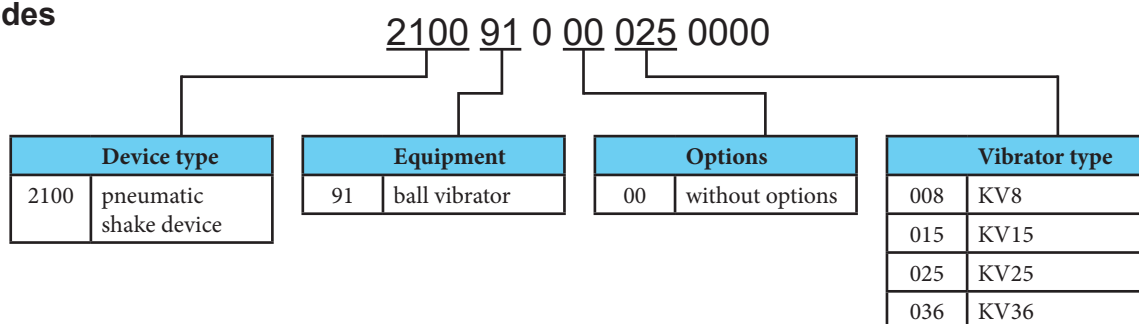 des
2100 91 0 00 025 0000
Device type
2100 pneumatic
shake device
Equipment
91 ball vibrator
Options
00 without options
Vibrator type
008 KV8
015 KV15
025 KV25
036 KV36